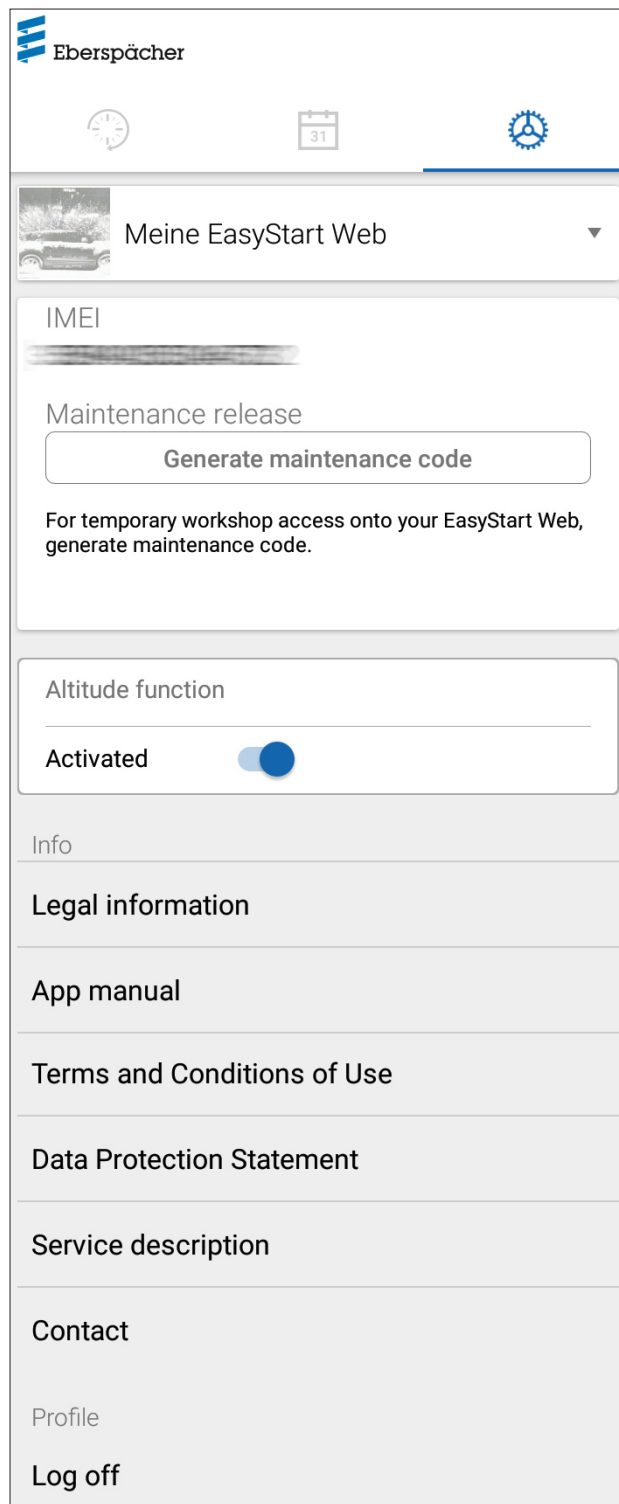 Eberspächer
31
Meine EasyStart Web
IMEI
Maintenance release
Generate maintenance code
For temporary workshop access onto your EasyStart Web,
generate maintenance code.
Altitude function
Activated
Info
Legal information
App manual
Terms and Conditions of Use
Data Protection Statement
Service description
Contact
Profile
Log off